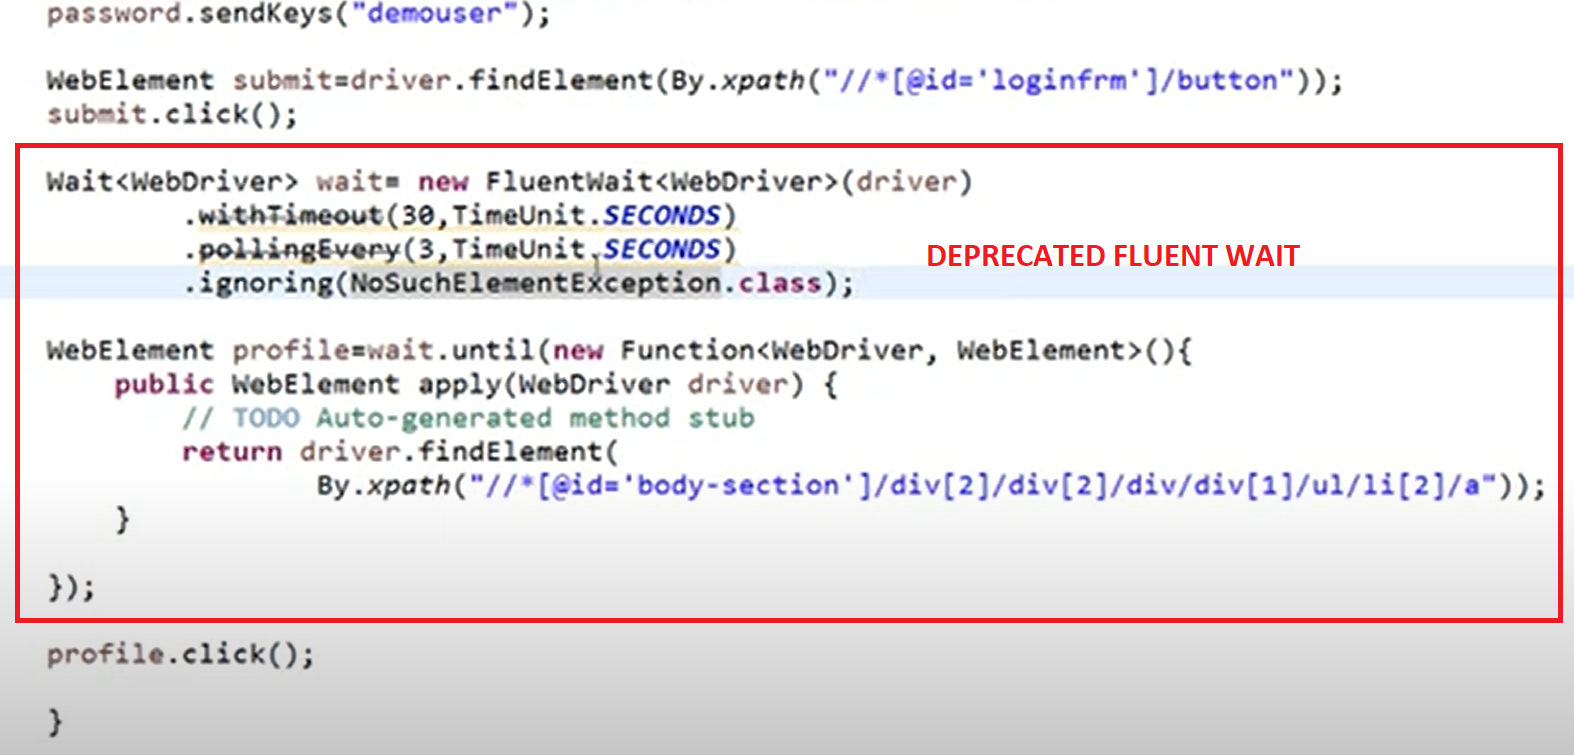 password.sendKeys("demouser");
WebElement submit=driver.findElement(By.xpath("//*[@id='loginfrm']/button"));
submit.click();
Wait<WebDriver> wait= new FluentWait<WebDriver>(driver)
.withTimeout(30,TimeUnit.SECONDS)
.pollingEvery(3,TimeUnit.SECONDS)
DEPRECATED FLUENT WAIT
.ignoring(NoSuchElementException.class);
WebElement profile=wait.until(new Function<WebDriver, WebElement>(){
public WebElement apply(WebDriver driver) {
// TODO Auto-generated method stub
return driver.findElement(
By.xpath("//*[@id='body-section']/div[2]/div[2]/div/div[1]/ul/li[2]/a"));
}
});
profile.click();
}